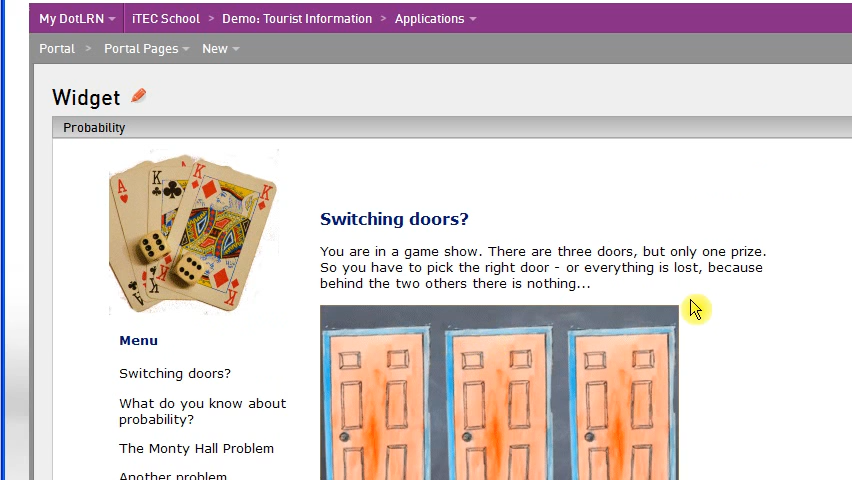 My DotLRN
iTEC School > Demo: Tourist Information > Applications
Portal > Portal Pages New
Widget
Probability
A
K
K
K
K
Switching doors?
You are in a game show. There are three doors, but only one prize.
So you have to pick the right door - or everything is lost, because
behind the two others there is nothing...
Menu
Switching doors?
What do you know about
probability?
The Monty Hall Problem
Another problem